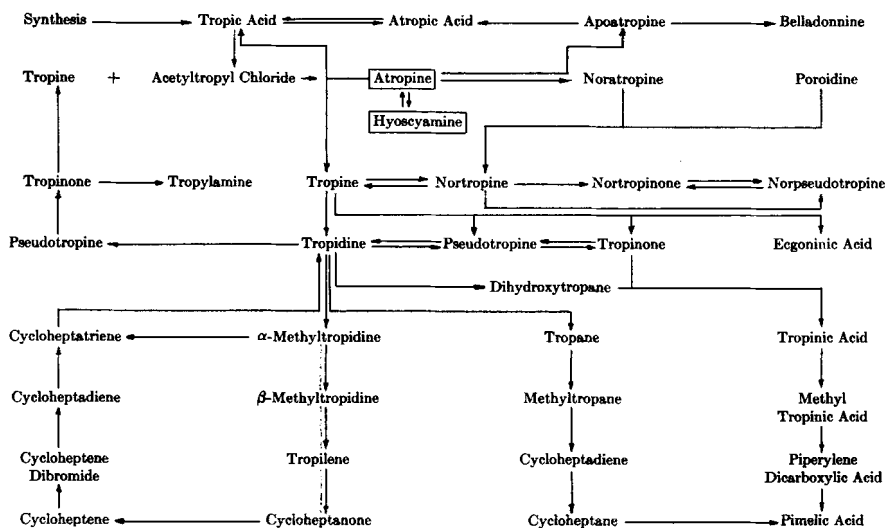 Synthesis Tropic Acid Atropic Acid Apoatropine Belladonnine
Tropine + Acetyltropyl Chloride Atropine Noratropine Poroidine
Hyoscyamine
Tropinone Tropylamine Tropine Nortropine Nortropinone Norpseudotropine
Pseudotropine Tropidine Pseudotropine Tropinone Ecgoninic Acid
Dihydroxytropane
Cycloheptatriene α-Methyltropidine Tropane Tropinic Acid
Cycloheptadiene β-Methyltropidine Methyltropane Methyl
Tropinic Acid
Cycloheptene Tropilene Cycloheptadiene Piperylene
Dibromide Dicarboxylic Acid
Cycloheptene Cycloheptanone Cycloheptane Pimelic Acid